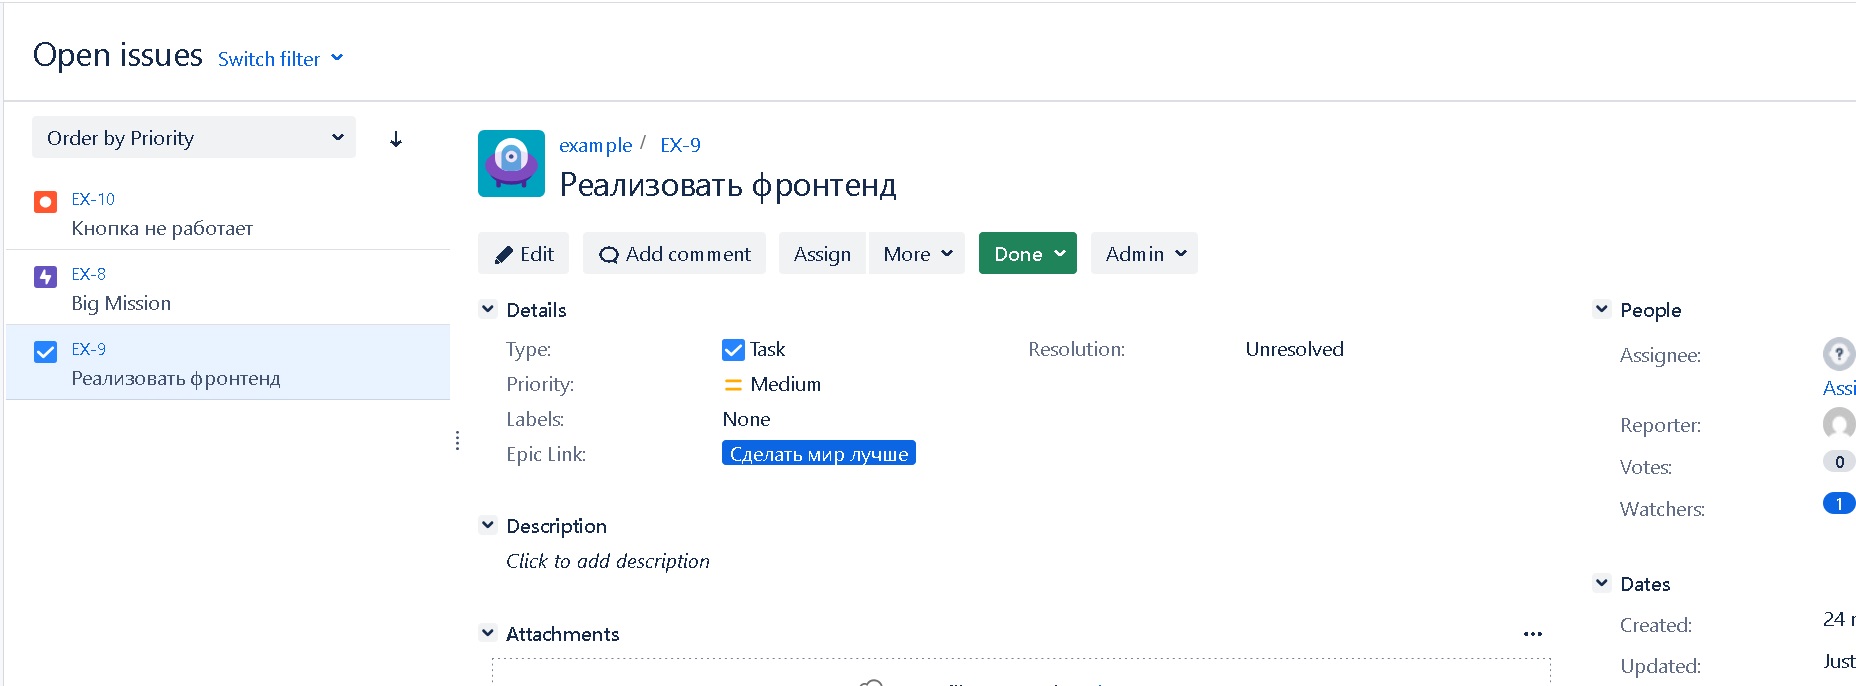 Open issues Switch filter
Order by Priority
EX-10
Кнопка не работает
EX-8
Big Mission
EX-9
Реализовать фронтенд
example / EX-9
Реализовать фронтенд
Edit Add comment Assign More Done Admin
Details
Type: Task Resolution: Unresolved
Priority: Medium
Labels: None
Epic Link: Сделать мир лучше
Description
Click to add description
Attachments
People
Assignee:
Reporter:
Votes: 0
Watchers: 1
Dates
Created: 24
Updated: Just